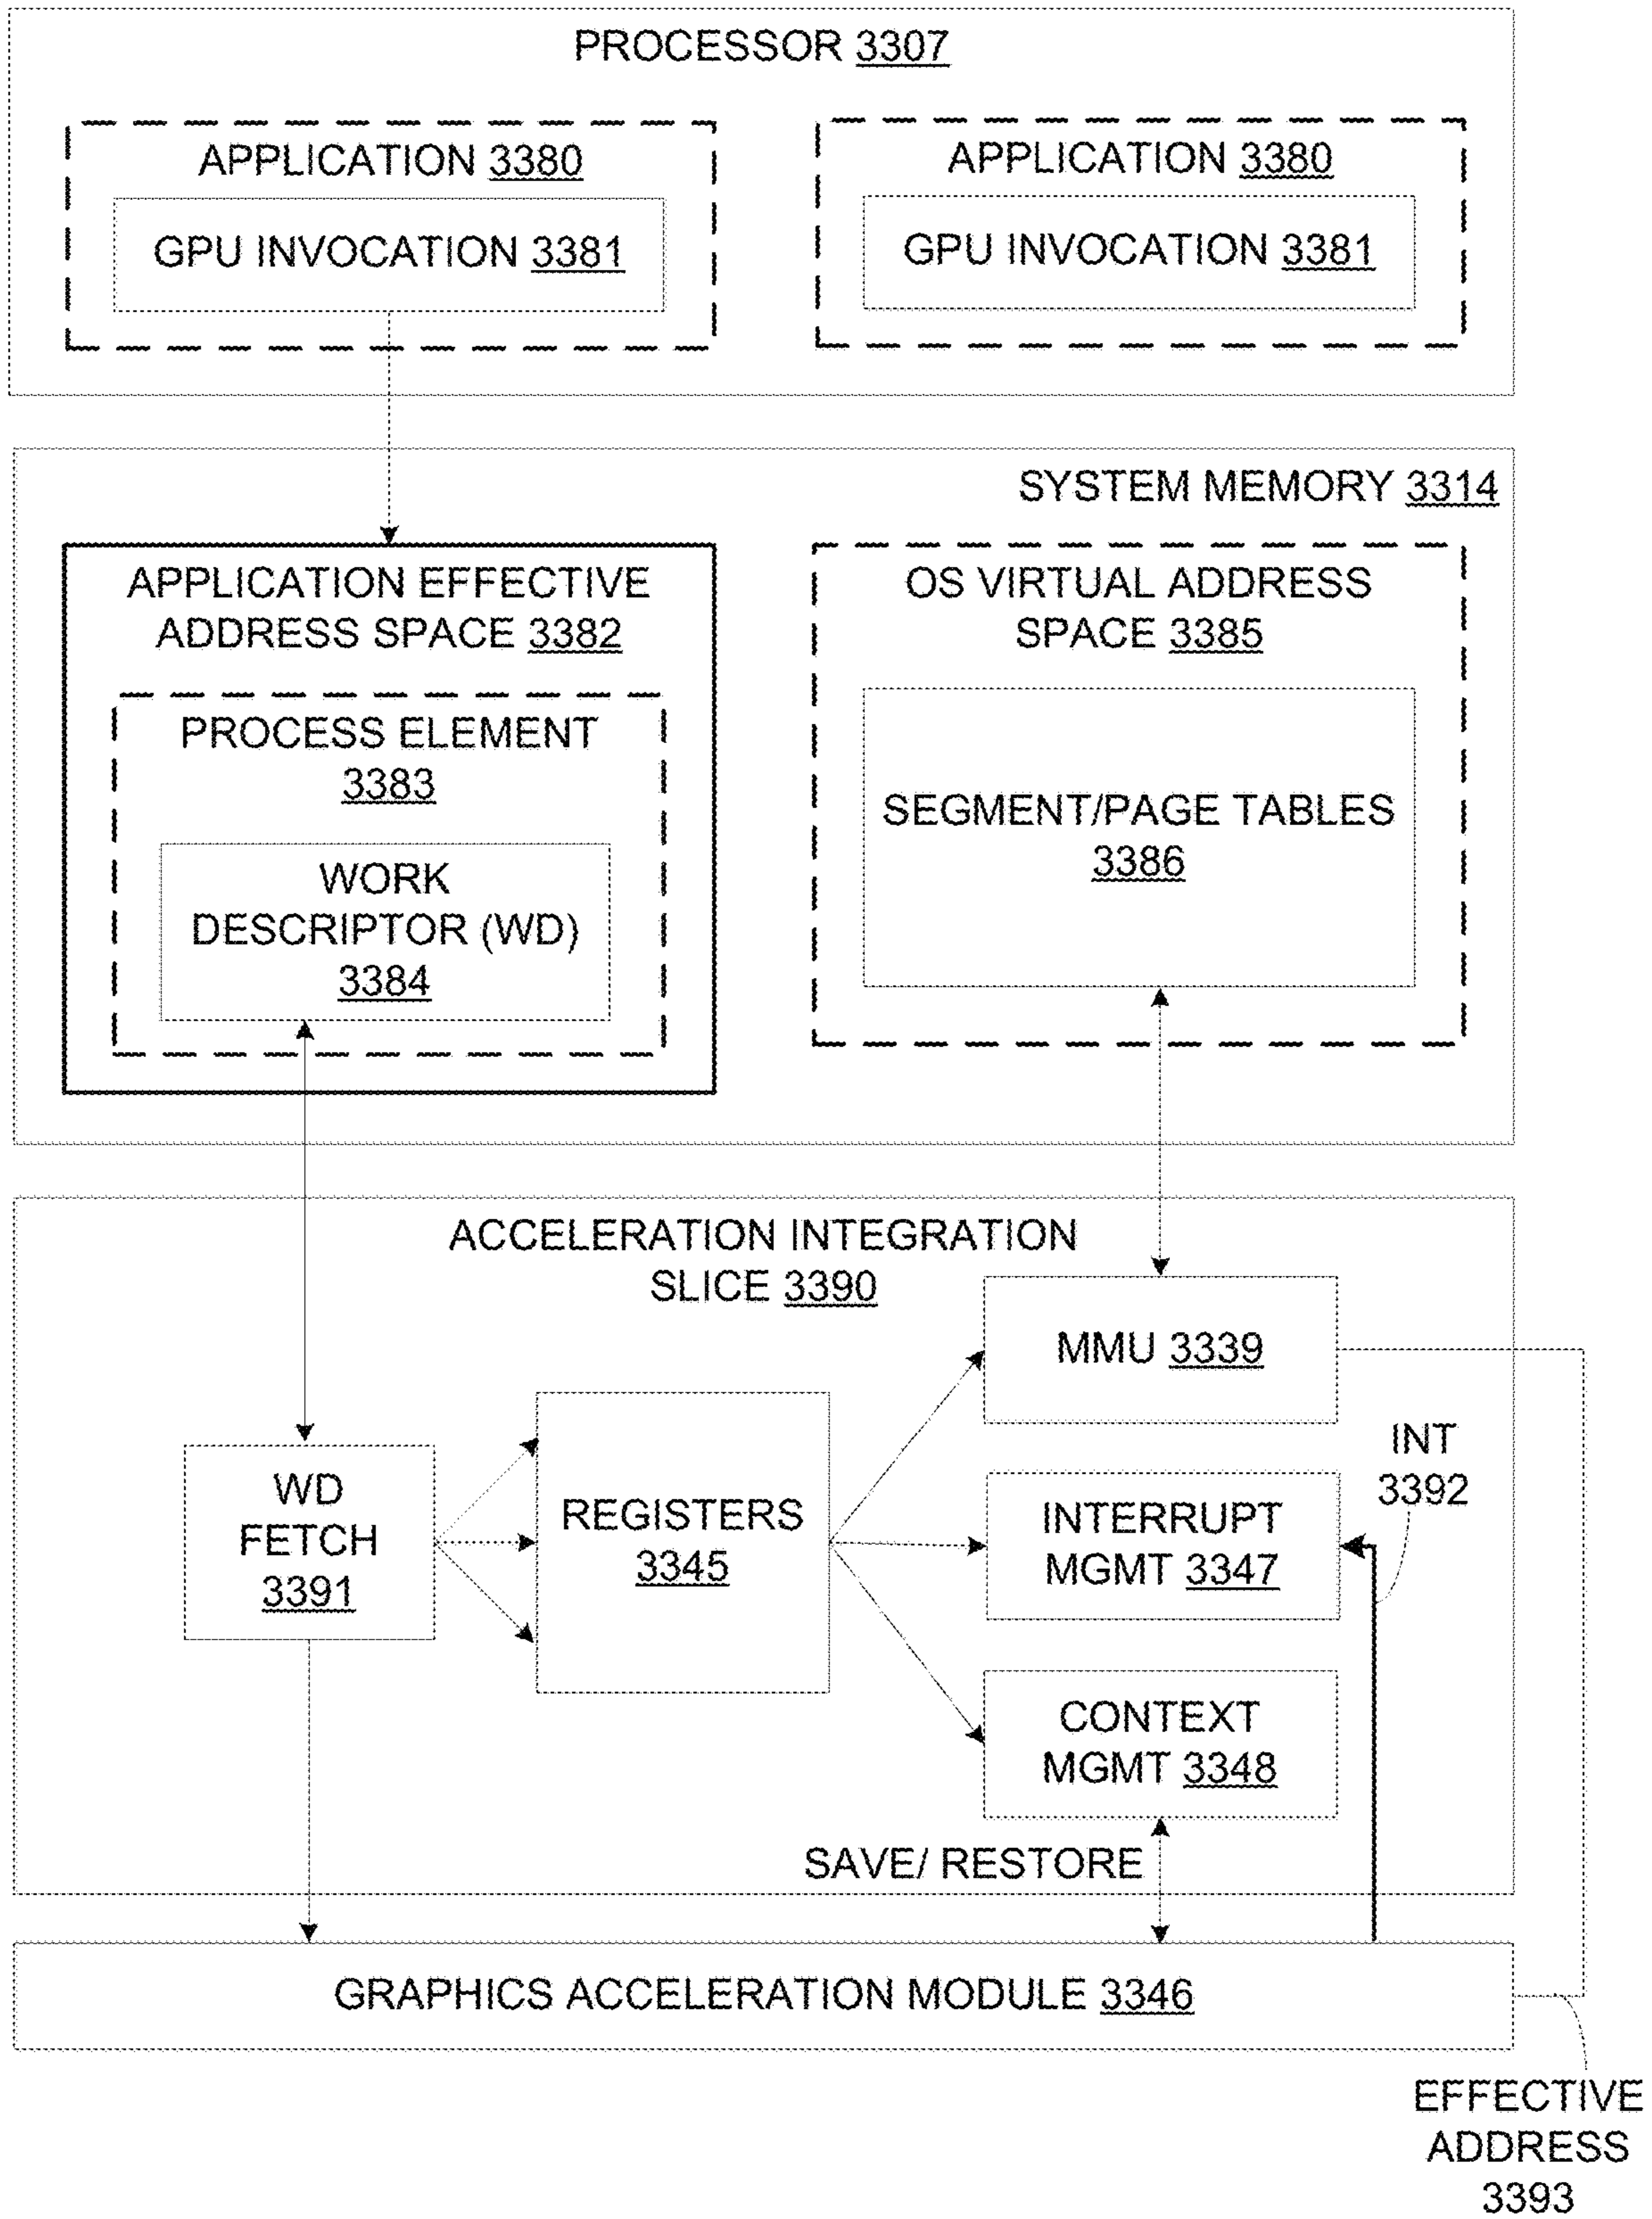 PROCESSOR 3307
APPLICATION 3380
GPU INVOCATION 3381
APPLICATION 3380
GPU INVOCATION 3381
SYSTEM MEMORY 3314
APPLICATION EFFECTIVE
ADDRESS SPACE 3382
PROCESS ELEMENT
3383
WORK
DESCRIPTOR (WD)
3384
OS VIRTUAL ADDRESS
SPACE 3385
SEGMENT/PAGE TABLES
3386
ACCELERATION INTEGRATION
SLICE 3390
WD
FETCH
3391
REGISTERS
3345
MMU 3339
INTERRUPT
MGMT 3347
CONTEXT
MGMT 3348
INT
3392
SAVE/ RESTORE
GRAPHICS ACCELERATION MODULE 3346
EFFECTIVE
ADDRESS
3393